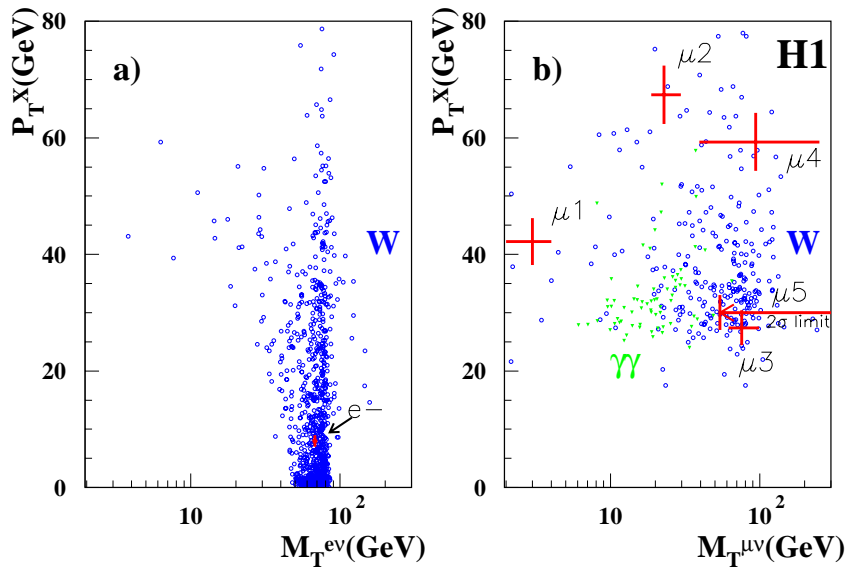 P_T^X(GeV)
80
60
40
20
0
a)
W
e−
10
10²
M_T^eν(GeV)
P_T^X(GeV)
80
60
40
20
0
b)
H1
μ2
μ4
μ1
W
μ5
2σ limit
μ3
γγ
10
10²
M_T^μν(GeV)